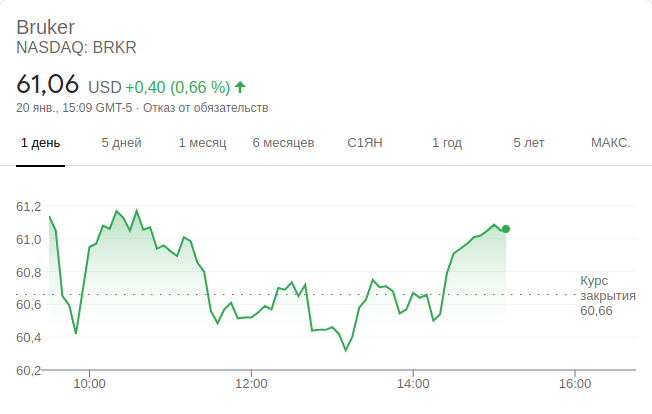 Bruker
NASDAQ: BRKR
61,06 USD +0,40 (0,66 %)
20 янв., 15:09 GMT-5 · Отказ от обязательств
1 день 5 дней 1 месяц 6 месяцев С1ЯН 1 год 5 лет МАКС.
61,2
61,0
60,8
60,6
60,4
60,2
Курс
закрытия
60,66
10:00 12:00 14:00 16:00